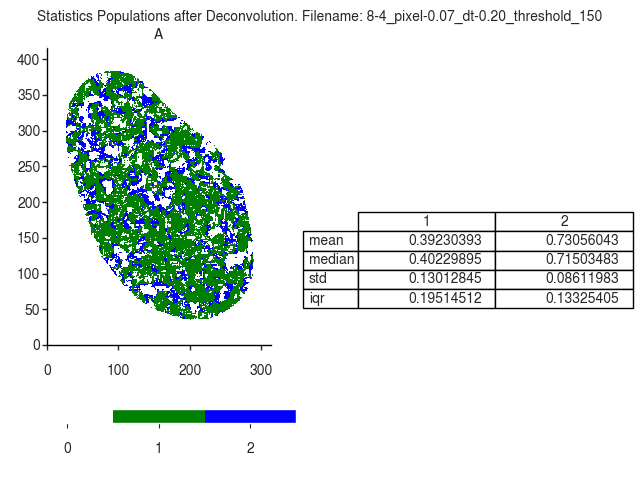 Statistics Populations after Deconvolution. Filename: 8-4_pixel-0.07_dt-0.20_threshold_150
A
400
350
300
250
200
150
100
50
0
0 100 200 300
1 2
mean 0.39230393 0.73056043
median 0.40229895 0.71503483
std 0.13012845 0.08611983
iqr 0.19514512 0.13325405
0 1 2